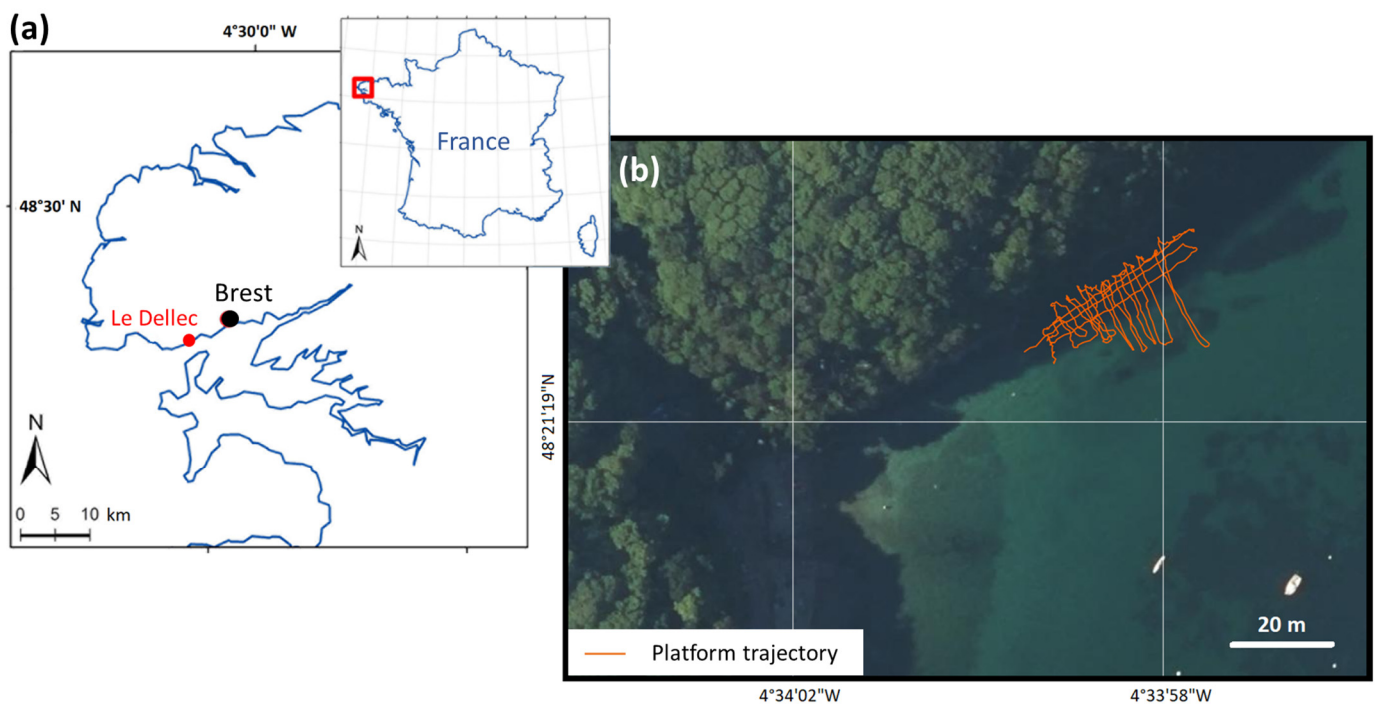 (a)
4°30'0" W
48°30' N
France
N
Brest
Le Dellec
N
0 5 10 km
(b)
48°21'19"N
20 m
Platform trajectory
4°34'02"W
4°33'58"W